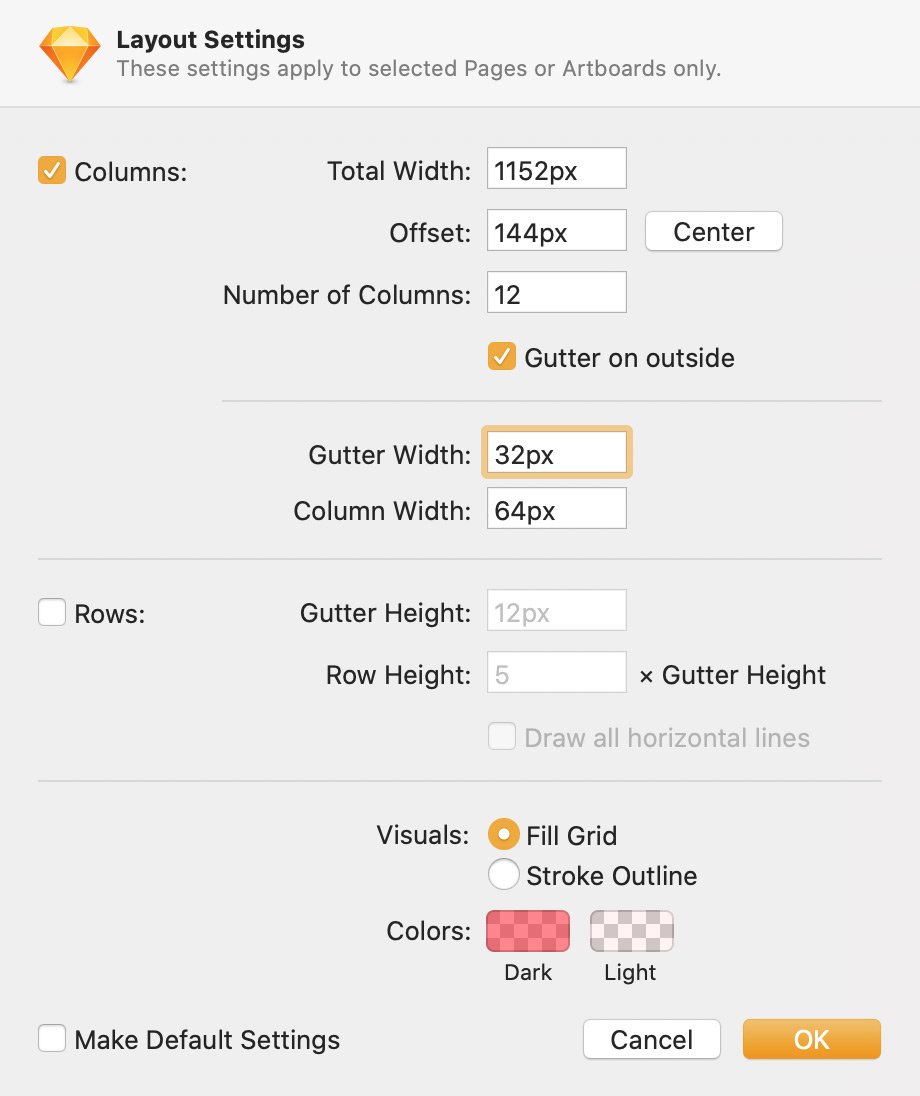 Layout Settings
These settings apply to selected Pages or Artboards only.
Columns: Total Width: 1152px
Offset: 144px Center
Number of Columns: 12
Gutter on outside
Gutter Width: 32px
Column Width: 64px
Rows: Gutter Height: 12px
Row Height: 5 × Gutter Height
Draw all horizontal lines
Visuals: Fill Grid
Stroke Outline
Colors:
Dark Light
Make Default Settings Cancel OK